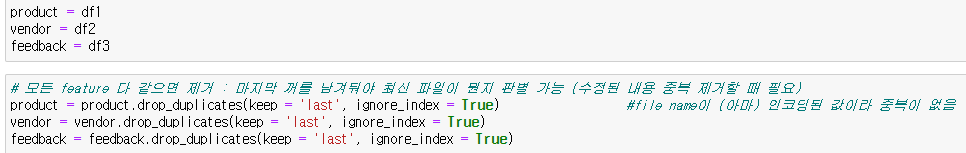 product = df1
vendor = df2
feedback = df3
# 모든 feature 다 같으면 제거 : 마지막 꺼를 남겨둬야 최신 파일이 뭔지 판별 가능 (수정된 내용 중복 제거할 때 필요)
product = product.drop_duplicates(keep = 'last', ignore_index = True) #file name이 (아마) 인코딩된 값이라 중복이 없음
vendor = vendor.drop_duplicates(keep = 'last', ignore_index = True)
feedback = feedback.drop_duplicates(keep = 'last', ignore_index = True)